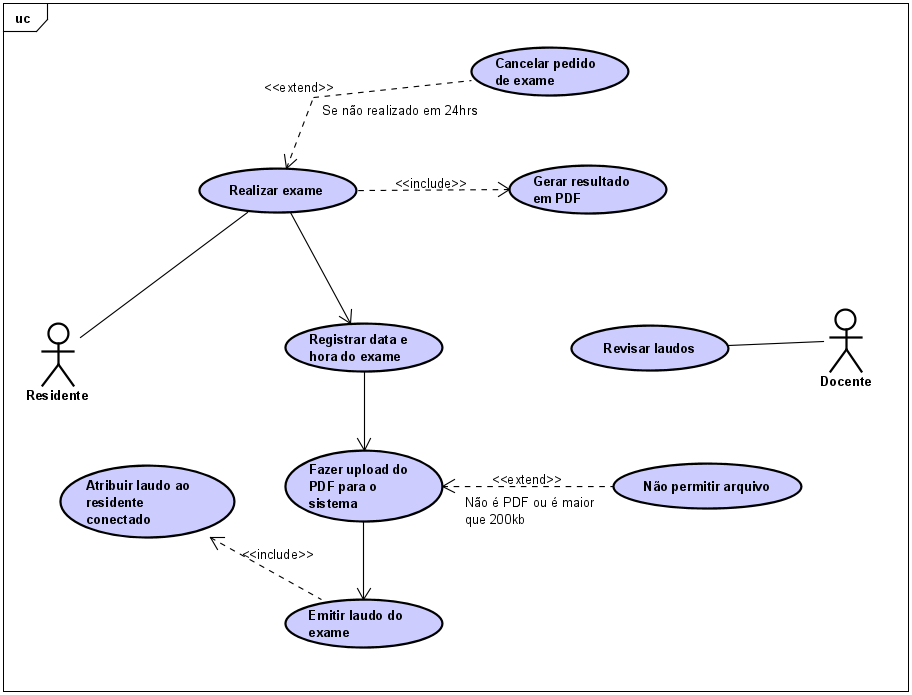 uc
Cancelar pedido
de exame
<<extend>>
Se não realizado em 24hrs
Realizar exame
<<include>>
Gerar resultado
em PDF
Registrar data e
hora do exame
Revisar laudos
Residente
Docente
Fazer upload do
PDF para o
sistema
<<extend>>
Não é PDF ou é maior
que 200kb
Não permitir arquivo
Atribuir laudo ao
residente
conectado
<<include>>
Emitir laudo do
exame